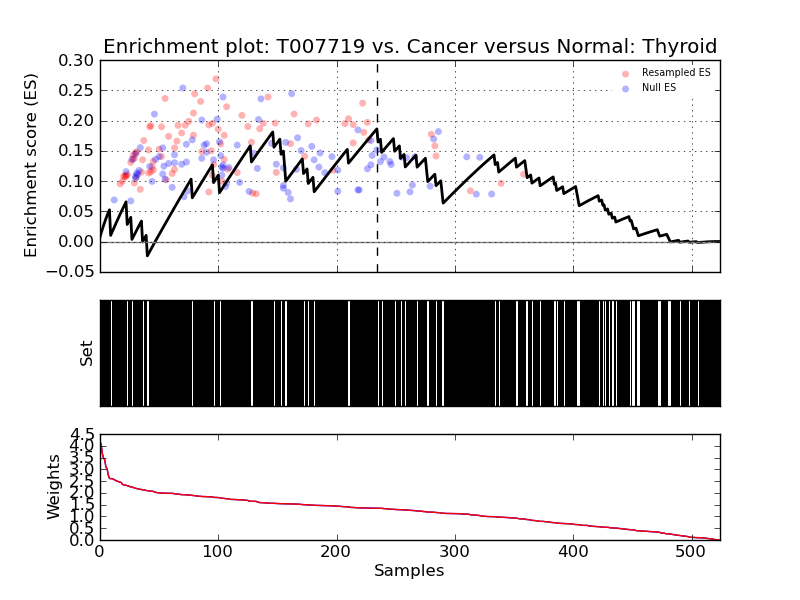 Enrichment plot: T007719 vs. Cancer versus Normal: Thyroid
0.30
0.25
0.20
0.15
0.10
0.05
0.00
−0.05
Enrichment score (ES)
Resampled ES
Null ES
Set
4.5
4.0
3.5
3.0
2.5
2.0
1.5
1.0
0.5
0.0
Weights
0 100 200 300 400 500
Samples